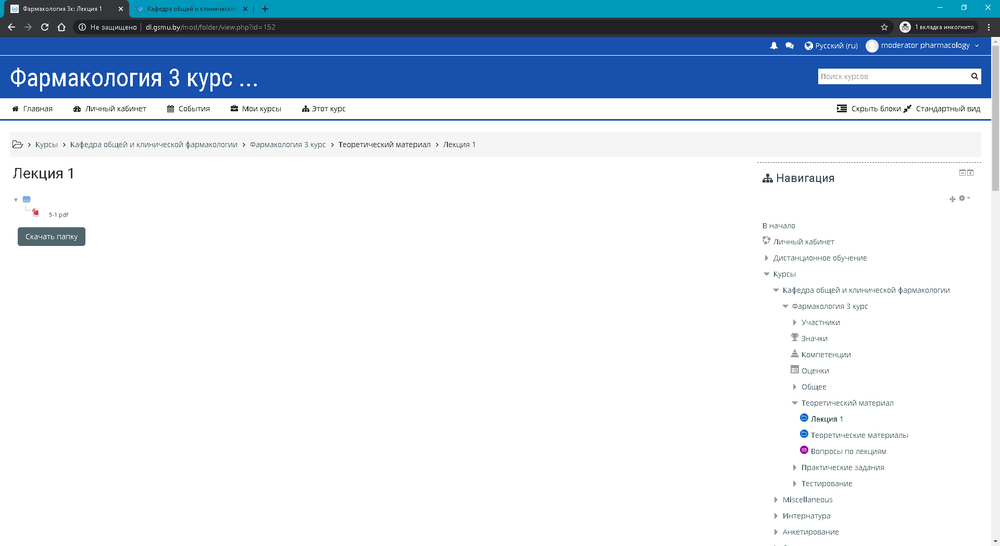 Фармакология 3к: Лекция 1
Кафедра общей и клинической
Не защищено
dl.gsmu.by/mod/folder/view.php?id=152
1 вкладка инкогнито
Русский (ru)
moderator pharmacology
Фармакология 3 курс ...
Поиск курсов
Главная
Личный кабинет
События
Мои курсы
Этот курс
Скрыть блоки
Стандартный вид
Курсы
Кафедра общей и клинической фармакологии
Фармакология 3 курс
Теоретический материал
Лекция 1
Лекция 1
5-1.pdf
Скачать папку
Навигация
В начало
Личный кабинет
Дистанционное обучение
Курсы
Кафедра общей и клинической фармакологии
Фармакология 3 курс
Участники
Значки
Компетенции
Оценки
Общее
Теоретический материал
Лекция 1
Теоретические материалы
Вопросы по лекциям
Практические задания
Тестирование
Miscellaneous
Интернатура
Анкетирование